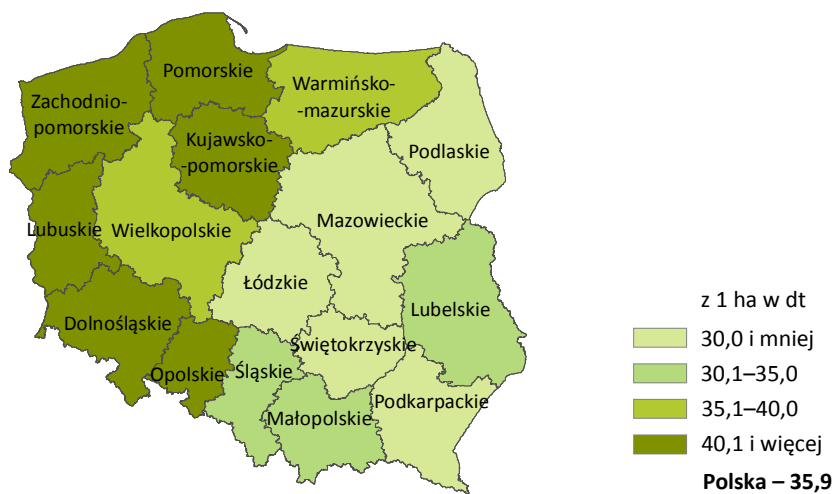 Pomorskie
Zachodnio-
pomorskie
Warmińsko-
-mazurskie
Kujawsko-
-pomorskie
Podlaskie
Mazowieckie
Lubuskie
Wielkopolskie
Łódzkie
Lubelskie
Dolnośląskie
Świętokrzyskie
Opolskie
Śląskie
Małopolskie
Podkarpackie
z 1 ha w dt
30,0 i mniej
30,1–35,0
35,1–40,0
40,1 i więcej
Polska – 35,9